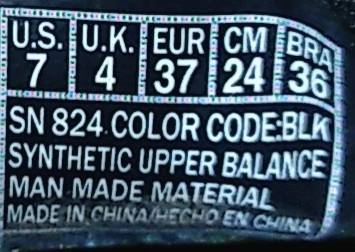 U.S. U.K. EUR CM BRA
7 4 37 24 36
SN 824 COLOR CODE:BLK
SYNTHETIC UPPER BALANCE
MAN MADE MATERIAL
MADE IN CHINA/HECHO EN CHINA